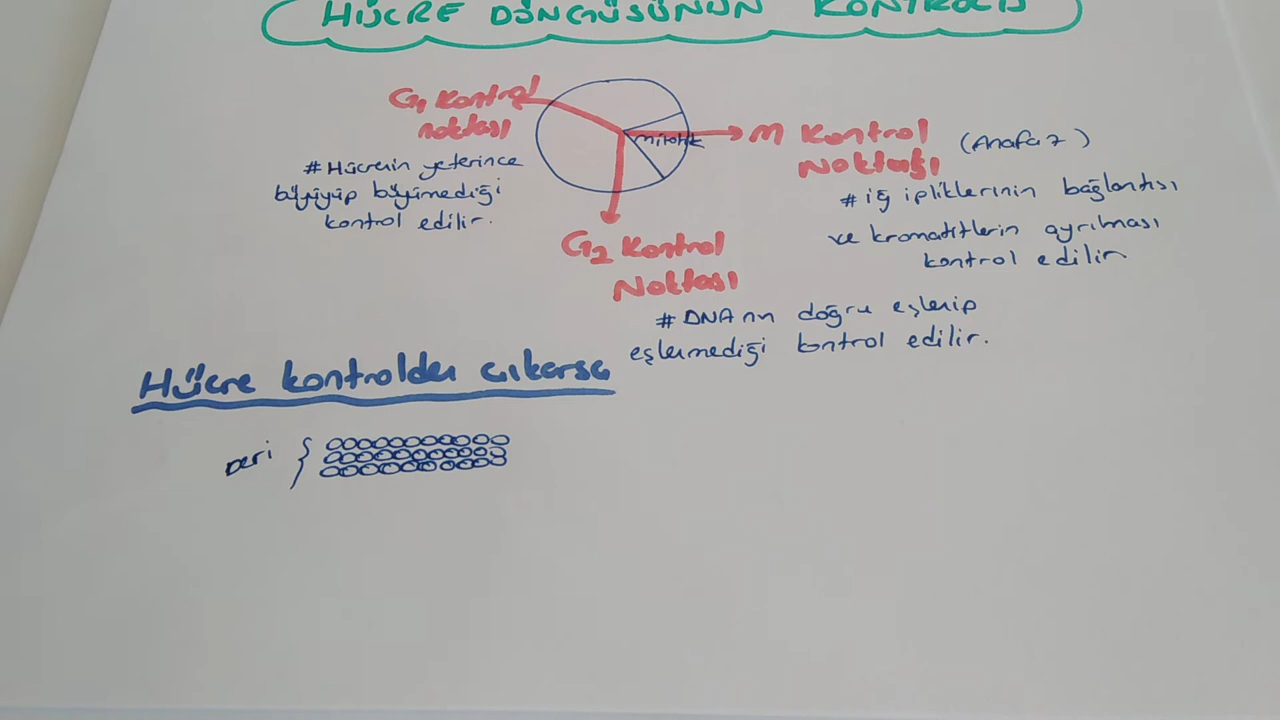 HÜCRE DÖNGÜSÜNÜN KONTROLÜ
G1 Kontrol
noktası
#Hücrenin yeterince
büyüyüp büyümediği
kontrol edilir.
mitotik
M Kontrol
Noktası
(Anafaz)
#iğ ipliklerinin bağlantısı
ve kromatitlerin ayrılması
kontrol edilir
G2 Kontrol
Noktası
#DNA'nın doğru eşlenip
eşlenmediği kontrol edilir.
Hücre kontrolden çıkarsa
Deri